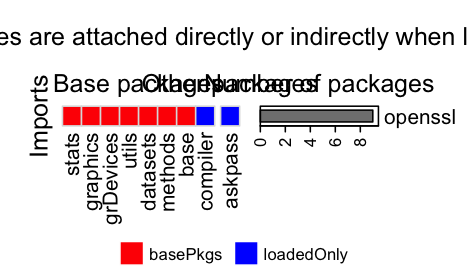 es are attached directly or indirectly when l
Base packages Other packages Number of packages
Imports
openssl
0 2 4 6 8
stats graphics grDevices utils datasets methods base compiler askpass
basePkgs loadedOnly